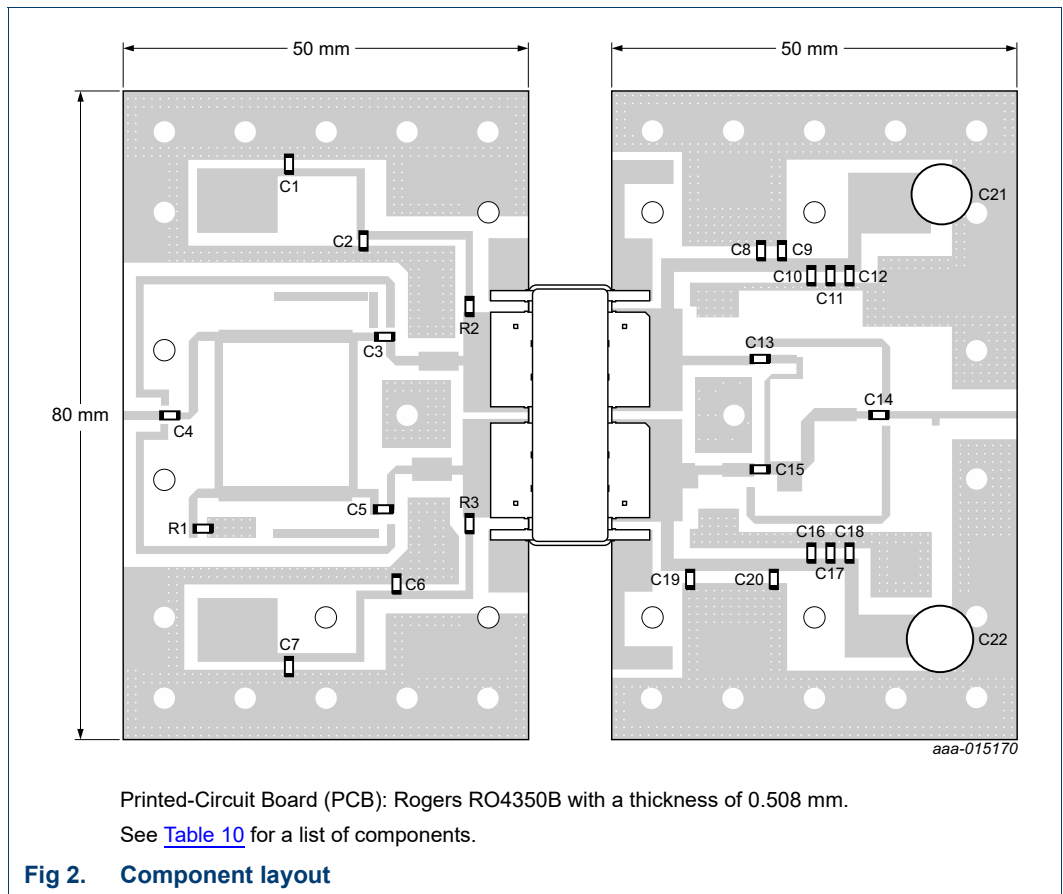 50 mm 50 mm
C1
C21
C2 C8 C9
C10 C12
C11
R2
C3 C13
80 mm C4 C14
C15
R3
C5
R1 C16 C18
C17
C6 C19 C20
C7 C22
aaa-015170
Printed-Circuit Board (PCB): Rogers RO4350B with a thickness of 0.508 mm.
See Table 10 for a list of components.
Fig 2. Component layout